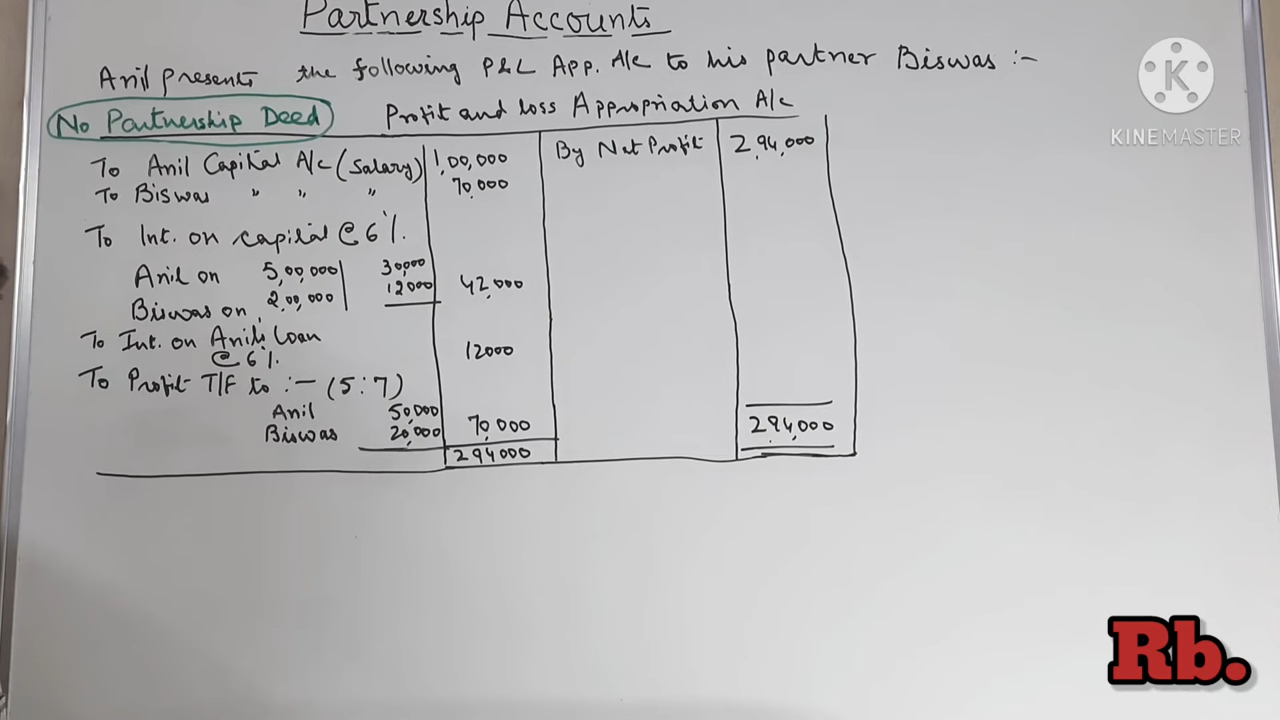 Partnership Accounts
Anil presents the following P&L App. A/c to his partner Biswas :-
No Partnership Deed
Profit and loss Appropriation A/c
To Anil Capital A/c (Salary) 1,00,000 By Net Profit 2,94,000
To Biswas " " " 70,000
To Int. on capital @ 6%.
Anil on 5,00,000 30,000
Biswas on 2,00,000 12000 42,000
To Int. on Anil's Loan
@ 6%. 12000
To Profit T/F to :- (5:7)
Anil 50,000
Biswas 20,000 70,000 294,000
294000
K
KINEMASTER
Rb.